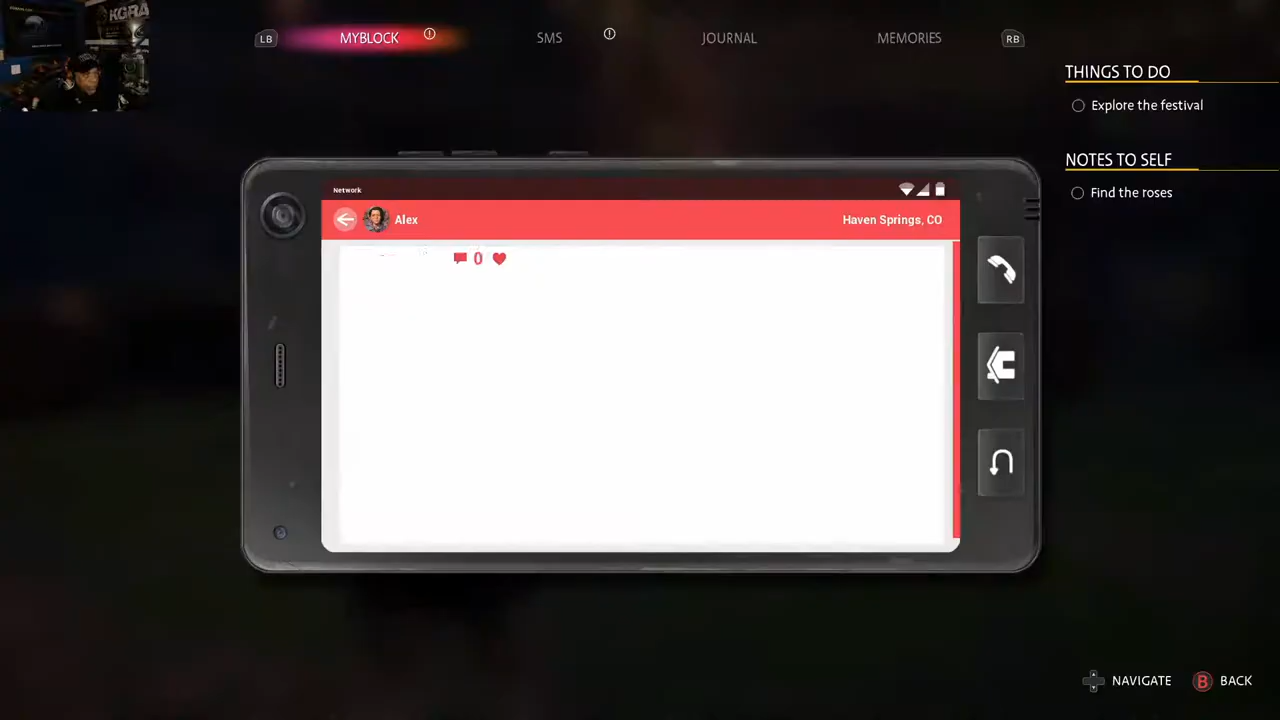 KGRA
LB
MYBLOCK
SMS
JOURNAL
MEMORIES
RB
THINGS TO DO
Explore the festival
NOTES TO SELF
Find the roses
Network
Alex
Haven Springs, CO
0
NAVIGATE
B BACK